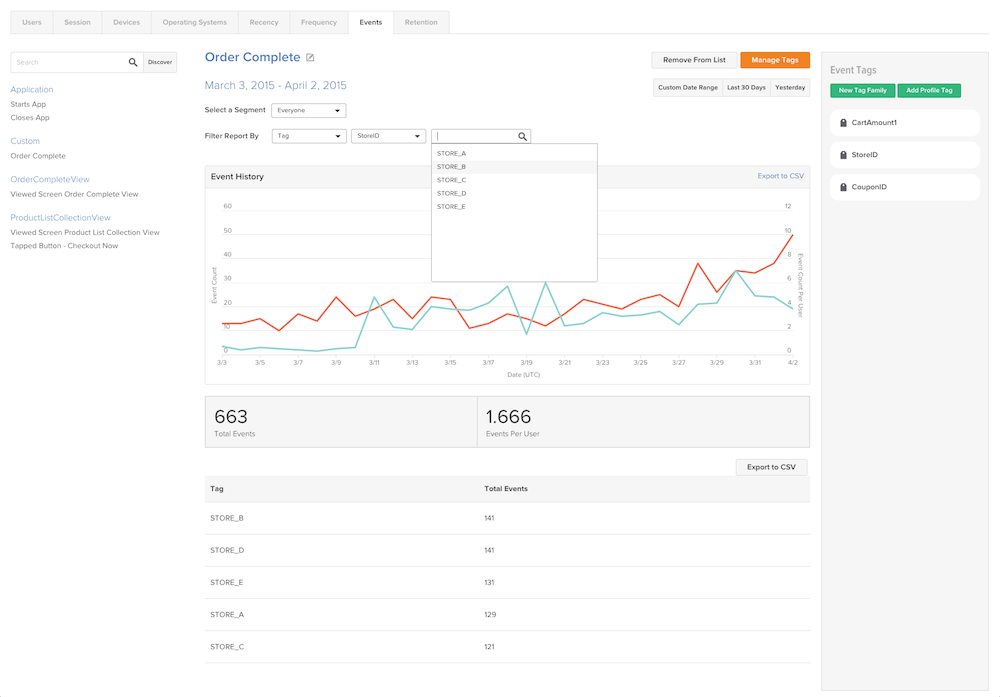 Users Session Devices Operating Systems Recency Frequency Events Retention
Search Discover
Application
Starts App
Closes App
Custom
Order Complete
OrderCompleteView
Viewed Screen Order Complete View
ProductListCollectionView
Viewed Screen Product List Collection View
Tapped Button - Checkout Now
Order Complete
Remove From List Manage Tags
March 3, 2015 - April 2, 2015
Custom Date Range Last 30 Days Yesterday
Select a Segment Everyone
Filter Report By Tag StoreID
STORE_A
STORE_B
STORE_C
STORE_D
STORE_E
Event History Export to CSV
60 12
50 10
40 8
30 6
20 4
10 2
0 0
Event Count
Event Count Per User
3/3 3/5 3/7 3/9 3/11 3/13 3/15 3/17 3/19 3/21 3/23 3/25 3/27 3/29 3/31 4/2
Date (UTC)
663 1.666
Total Events Events Per User
Export to CSV
Tag Total Events
STORE_B 141
STORE_D 141
STORE_E 131
STORE_A 129
STORE_C 121
Event Tags
New Tag Family Add Profile Tag
CartAmount1
StoreID
CouponID